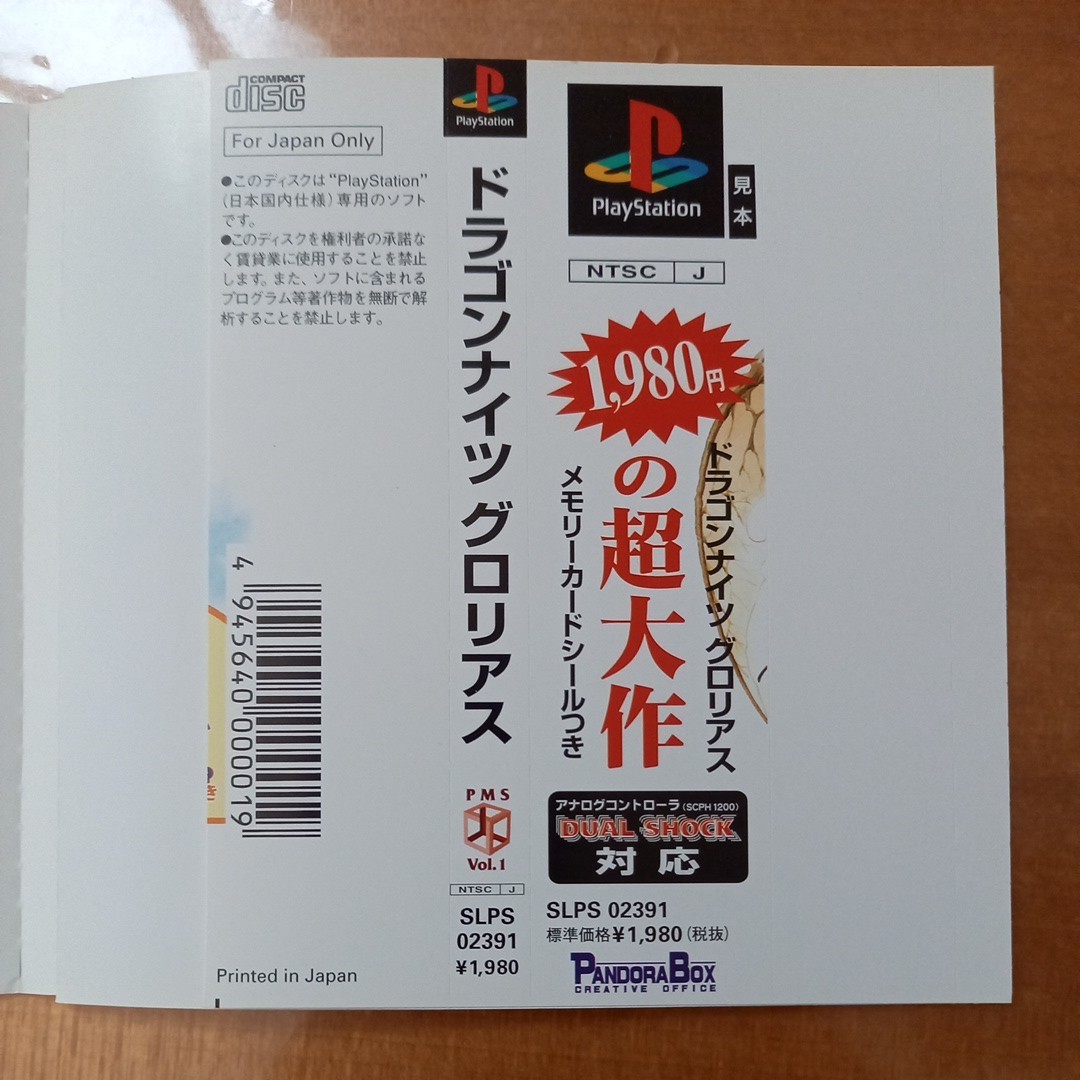 COMPACT
disc
For Japan Only
●このディスクは“PlayStation”
(日本国内仕様)専用のソフト
です。
●このディスクを権利者の承諾な
く賃貸業に使用することを禁止
します。また、ソフトに含まれる
プログラム等著作物を無断で解
析することを禁止します。
4 945640 000019
Printed in Japan
PlayStation
ドラゴンナイツ グロリアス
PMS
Vol.1
NTSC J
SLPS
02391
¥1,980
PlayStation
見本
NTSC J
1,980円
の超大作
ドラゴンナイツ グロリアス
メモリーカードシールつき
アナログコントローラ(SCPH 1200)
DUAL SHOCK
対応
SLPS 02391
標準価格¥1,980(税抜)
PANDORABOX
CREATIVE OFFICE